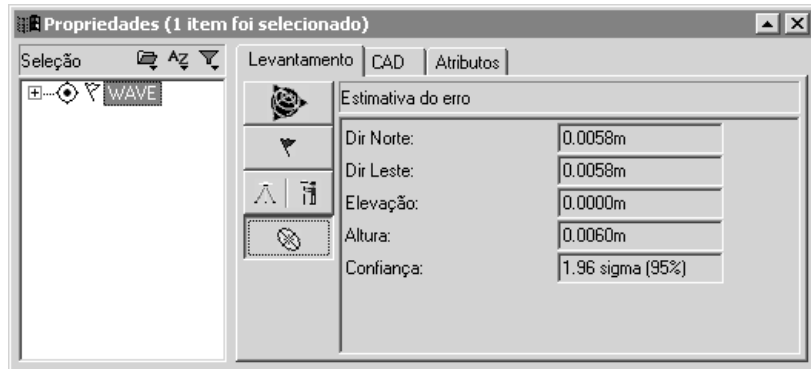 Propriedades (1 item foi selecionado)
Seleção
AZ
WAVE
Levantamento CAD Atributos
Estimativa do erro
Dir Norte: 0.0058m
Dir Leste: 0.0058m
Elevação: 0.0000m
Altura: 0.0060m
Confiança: 1.96 sigma (95%)